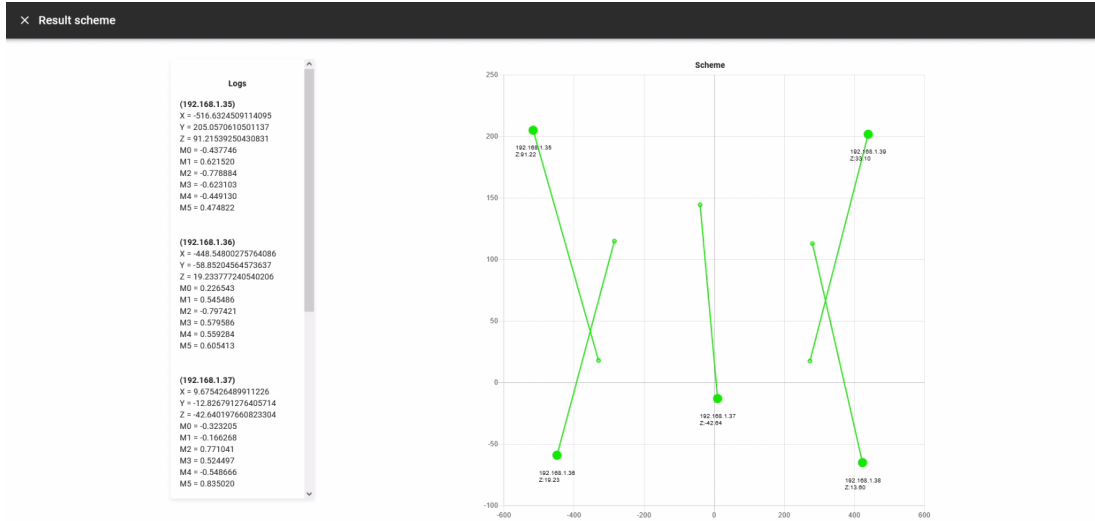 × Result scheme
Logs
(192.168.1.35)
X = -516.6324509114095
Y = 205.0570610501137
Z = 91.21539250430831
M0 = -0.437746
M1 = 0.621520
M2 = -0.778884
M3 = -0.623103
M4 = -0.449130
M5 = 0.474822
(192.168.1.36)
X = -448.54800275764086
Y = -58.85204564573637
Z = 19.233777240540206
M0 = 0.226543
M1 = 0.545486
M2 = -0.797421
M3 = 0.579586
M4 = 0.559284
M5 = 0.605413
(192.168.1.37)
X = 9.675426489911226
Y = -12.826791276405714
Z = -42.640197660823304
M0 = -0.323205
M1 = -0.166268
M2 = 0.771041
M3 = 0.524497
M4 = -0.548666
M5 = 0.835020
Scheme
250
200
150
100
50
0
-50
-100
-600
-400
-200
0
200
400
600
192.168.1.35
Z:91.22
192.168.1.39
Z:33.10
192.168.1.37
Z:-42.64
192.168.1.36
Z:19.23
192.168.1.38
Z:13.60